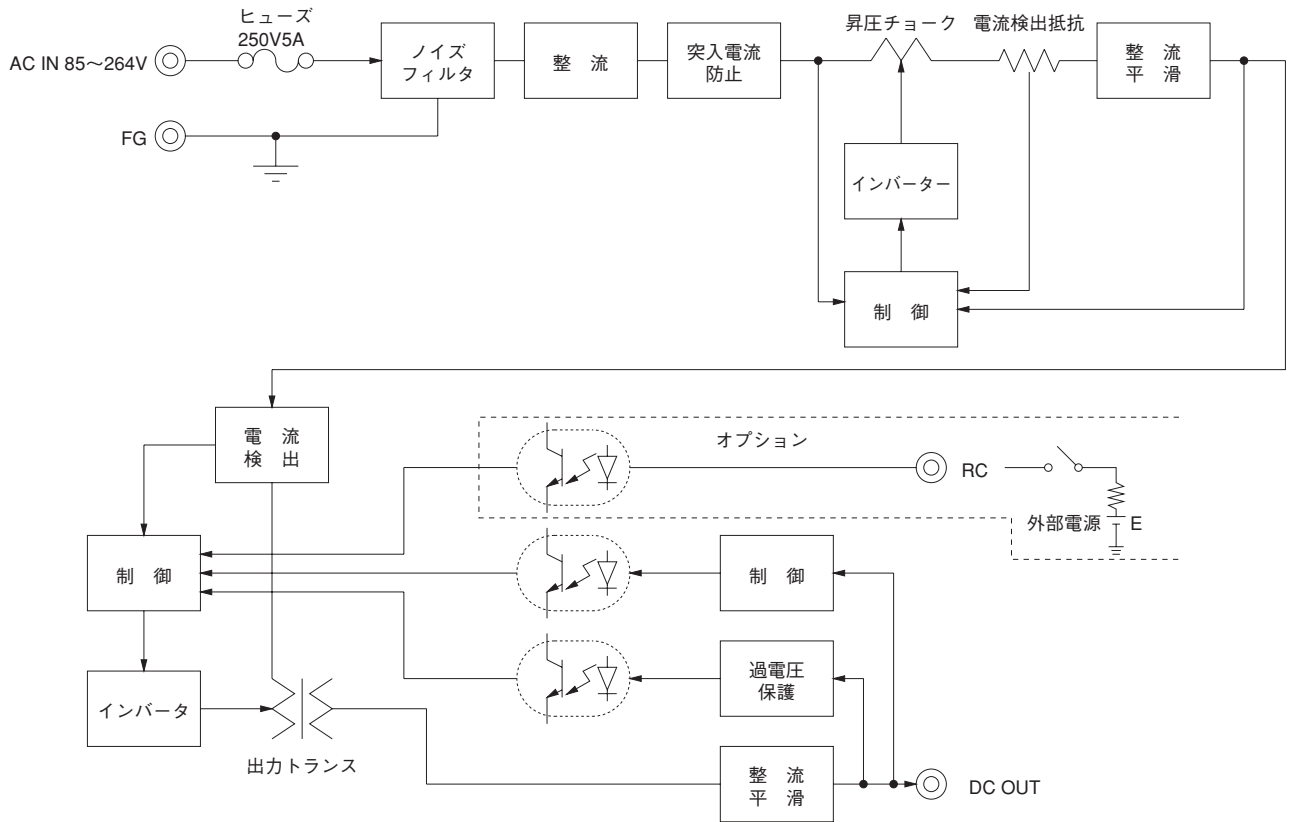 ヒューズ
250V5A
AC IN 85～264V
ノイズ
フィルタ
整　流
突入電流
防止
昇圧チョーク
電流検出抵抗
整　流
平　滑
FG
インバーター
制　御
電　流
検　出
オプション
RC
外部電源
E
制　御
制　御
過電圧
保護
インバータ
出力トランス
整　流
平　滑
DC OUT